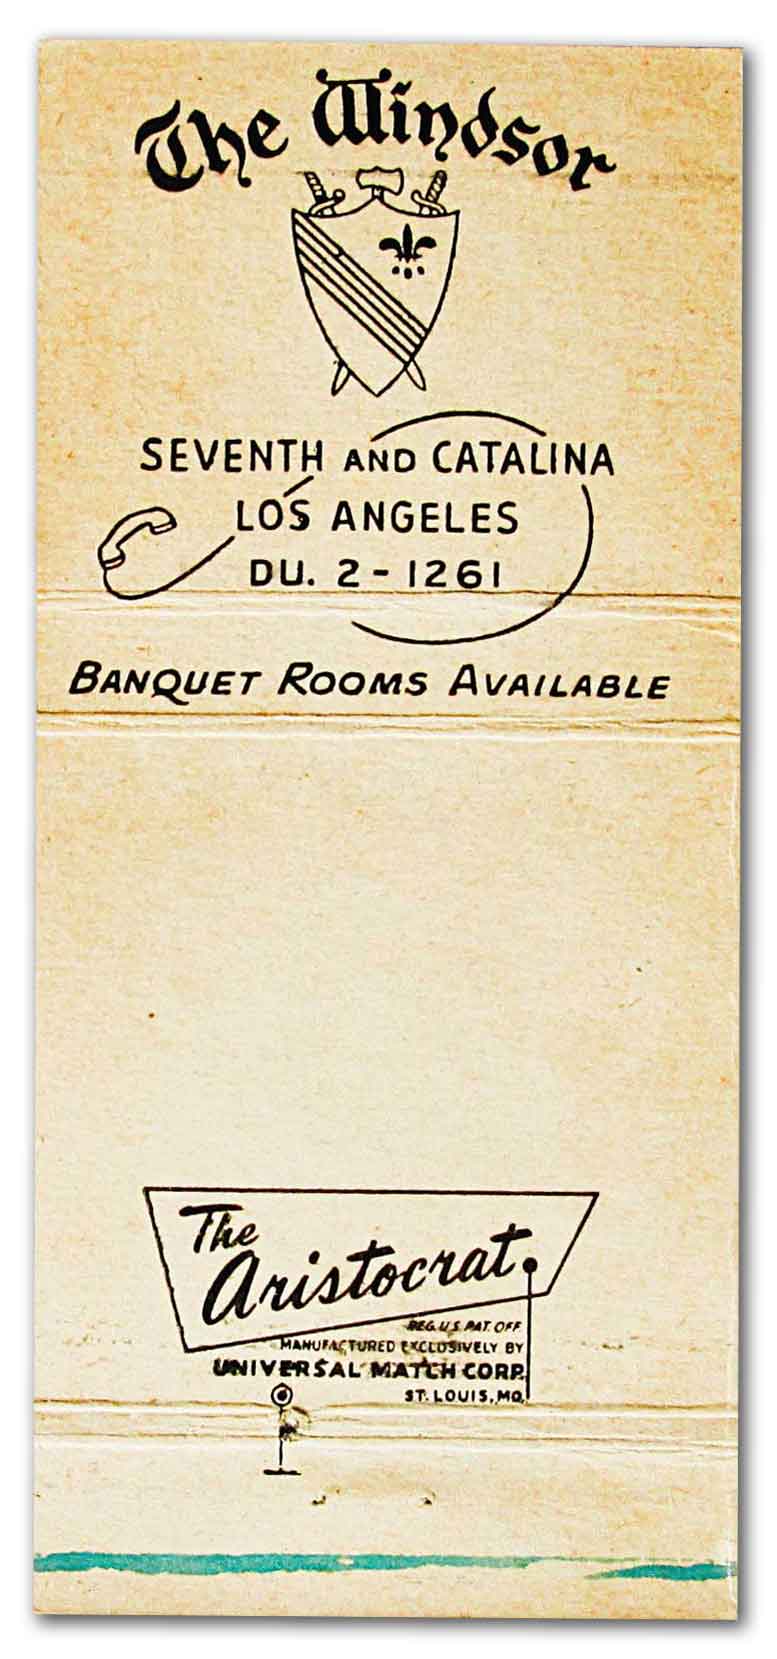 The Windsor
SEVENTH AND CATALINA
LOS ANGELES
DU. 2-1261
BANQUET ROOMS AVAILABLE
The
Aristocrat
REG. U.S. PAT. OFF.
MANUFACTURED EXCLUSIVELY BY
UNIVERSAL MATCH CORP.
ST. LOUIS, MO.